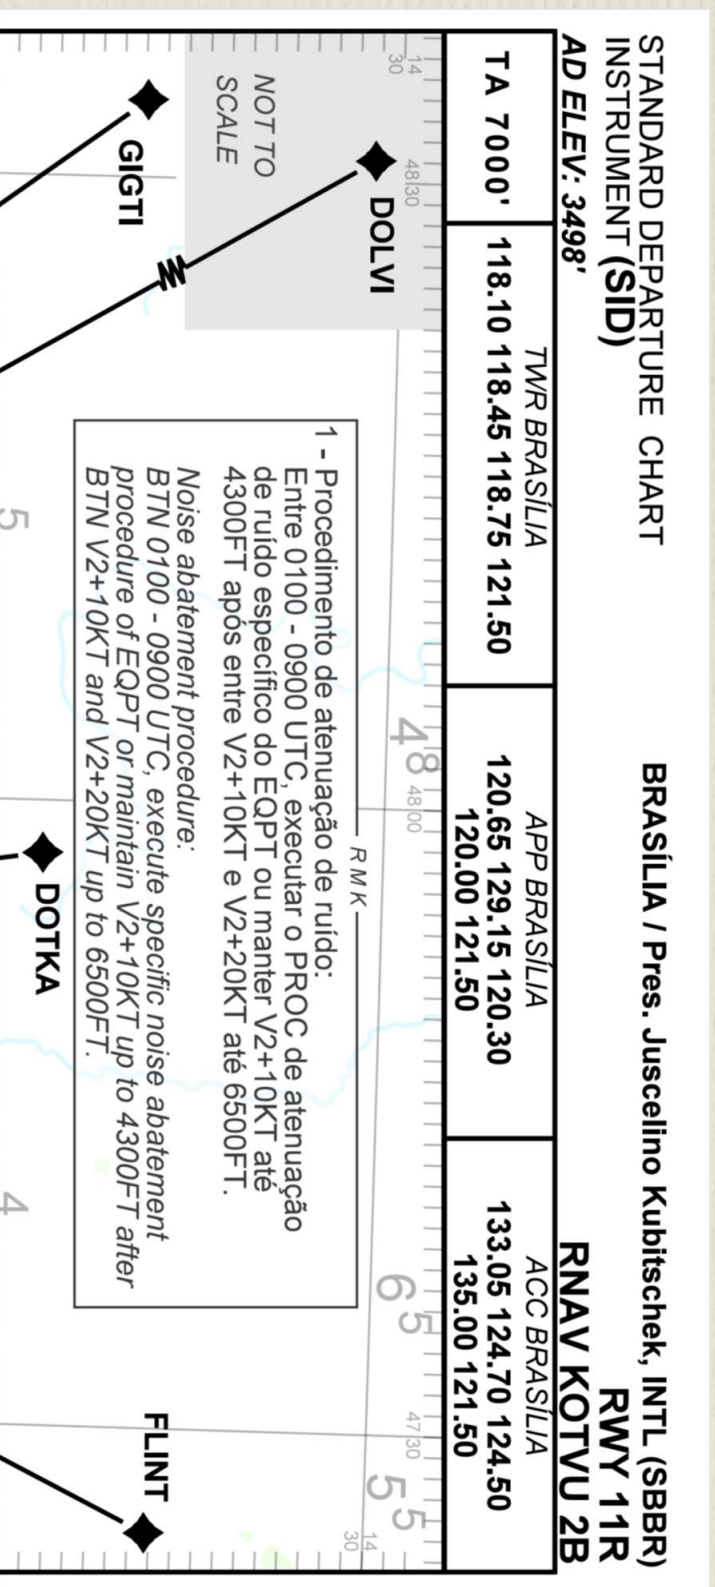 STANDARD DEPARTURE CHART
INSTRUMENT (SID)
AD ELEV: 3498'
BRASÍLIA / Pres. Juscelino Kubitschek, INTL (SBBR)
RWY 11R
RNAV KOTVU 2B
TA 7000'
TWR BRASÍLIA
118.10 118.45 118.75 121.50
APP BRASÍLIA
120.65 129.15 120.30
120.00 121.50
ACC BRASÍLIA
133.05 124.70 124.50
135.00 121.50
14
30
48 30
48
48 00
65
47 30
55
14
30
DOLVI
NOT TO
SCALE
GIGTI
RMK
1 - Procedimento de atenuação de ruído:
Entre 0100 - 0900 UTC, executar o PROC de atenuação
de ruído específico do EQPT ou manter V2+10KT até
4300FT após entre V2+10KT e V2+20KT até 6500FT.
Noise abatement procedure:
BTN 0100 - 0900 UTC, execute specific noise abatement
procedure of EQPT or maintain V2+10KT up to 4300FT after
BTN V2+10KT and V2+20KT up to 6500FT.
FLINT
DOTKA
5
4